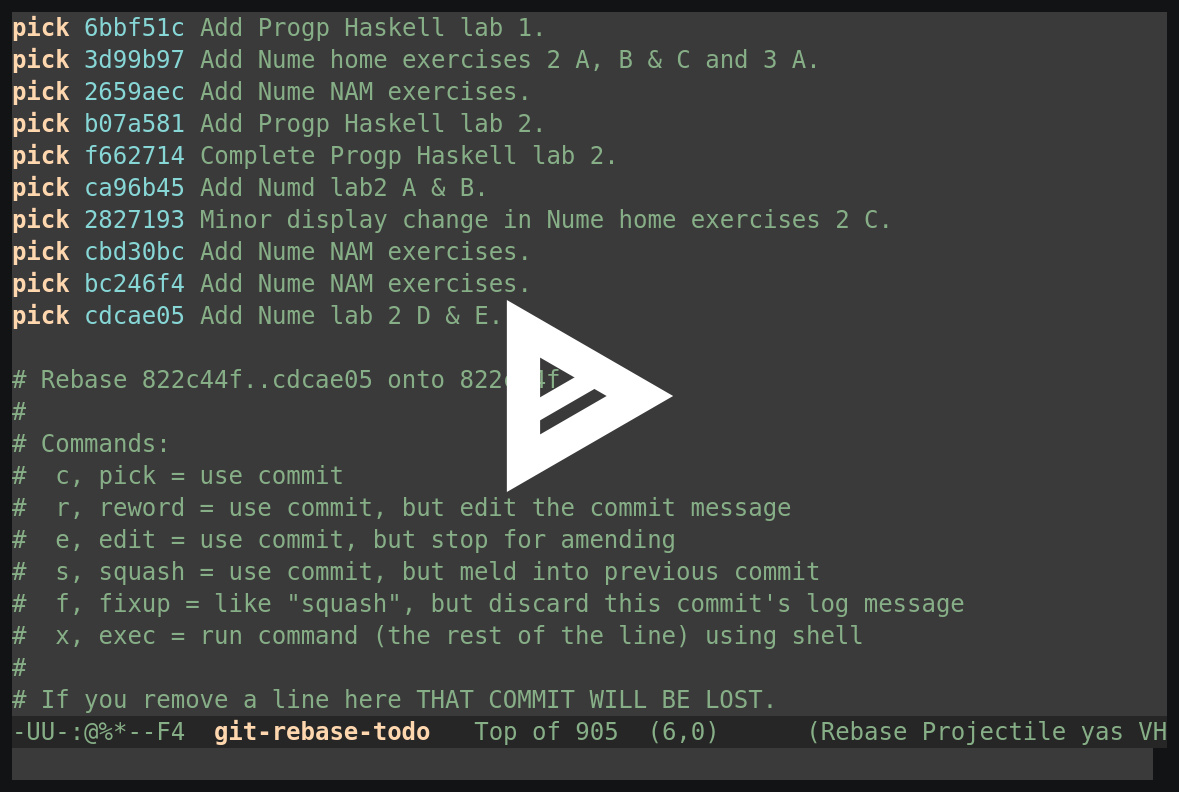 pick 6bbf51c Add Progp Haskell lab 1.
pick 3d99b97 Add Nume home exercises 2 A, B & C and 3 A.
pick 2659aec Add Nume NAM exercises.
pick b07a581 Add Progp Haskell lab 2.
pick f662714 Complete Progp Haskell lab 2.
pick ca96b45 Add Numd lab2 A & B.
pick 2827193 Minor display change in Nume home exercises 2 C.
pick cbd30bc Add Nume NAM exercises.
pick bc246f4 Add Nume NAM exercises.
pick cdcae05 Add Nume lab 2 D & E.
# Rebase 822c44f..cdcae05 onto
#
# Commands:
#  c, pick = use commit
#  r, reword = use commit, but edit the commit message
#  e, edit = use commit, but stop for amending
#  s, squash = use commit, but meld into previous commit
#  f, fixup = like "squash", but discard this commit's log message
#  x, exec = run command (the rest of the line) using shell
#
# If you remove a line here THAT COMMIT WILL BE LOST.
-UU-:@%*--F4  git-rebase-todo   Top of 905  (6,0)      (Rebase Projectile yas VH